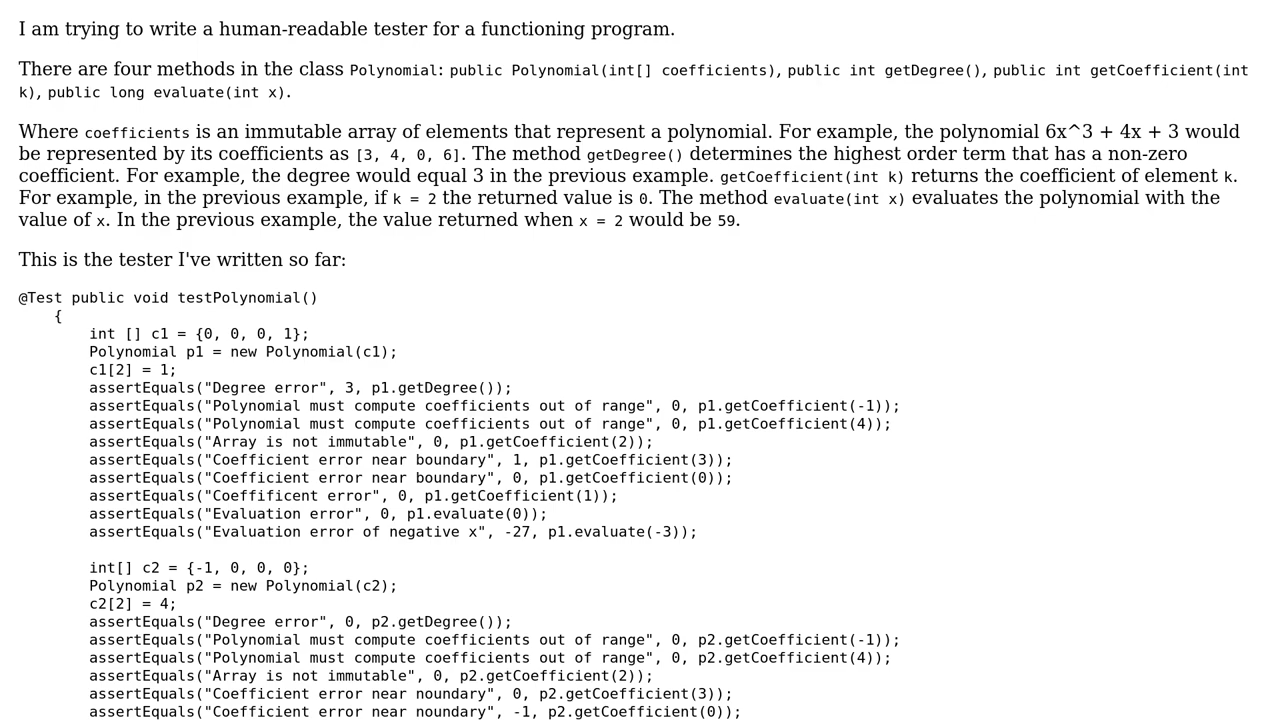 I am trying to write a human-readable tester for a functioning program.
There are four methods in the class Polynomial: public Polynomial(int[] coefficients), public int getDegree(), public int getCoefficient(int
k), public long evaluate(int x).
Where coefficients is an immutable array of elements that represent a polynomial. For example, the polynomial 6x^3 + 4x + 3 would
be represented by its coefficients as [3, 4, 0, 6]. The method getDegree() determines the highest order term that has a non-zero
coefficient. For example, the degree would equal 3 in the previous example. getCoefficient(int k) returns the coefficient of element k.
For example, in the previous example, if k = 2 the returned value is 0. The method evaluate(int x) evaluates the polynomial with the
value of x. In the previous example, the value returned when x = 2 would be 59.
This is the tester I've written so far:
@Test public void testPolynomial()
    {
        int [] c1 = {0, 0, 0, 1};
        Polynomial p1 = new Polynomial(c1);
        c1[2] = 1;
        assertEquals("Degree error", 3, p1.getDegree());
        assertEquals("Polynomial must compute coefficients out of range", 0, p1.getCoefficient(-1));
        assertEquals("Polynomial must compute coefficients out of range", 0, p1.getCoefficient(4));
        assertEquals("Array is not immutable", 0, p1.getCoefficient(2));
        assertEquals("Coefficient error near boundary", 1, p1.getCoefficient(3));
        assertEquals("Coefficient error near boundary", 0, p1.getCoefficient(0));
        assertEquals("Coeffificent error", 0, p1.getCoefficient(1));
        assertEquals("Evaluation error", 0, p1.evaluate(0));
        assertEquals("Evaluation error of negative x", -27, p1.evaluate(-3));
        int[] c2 = {-1, 0, 0, 0};
        Polynomial p2 = new Polynomial(c2);
        c2[2] = 4;
        assertEquals("Degree error", 0, p2.getDegree());
        assertEquals("Polynomial must compute coefficients out of range", 0, p2.getCoefficient(-1));
        assertEquals("Polynomial must compute coefficients out of range", 0, p2.getCoefficient(4));
        assertEquals("Array is not immutable", 0, p2.getCoefficient(2));
        assertEquals("Coefficient error near noundary", 0, p2.getCoefficient(3));
        assertEquals("Coefficient error near noundary", -1, p2.getCoefficient(0));